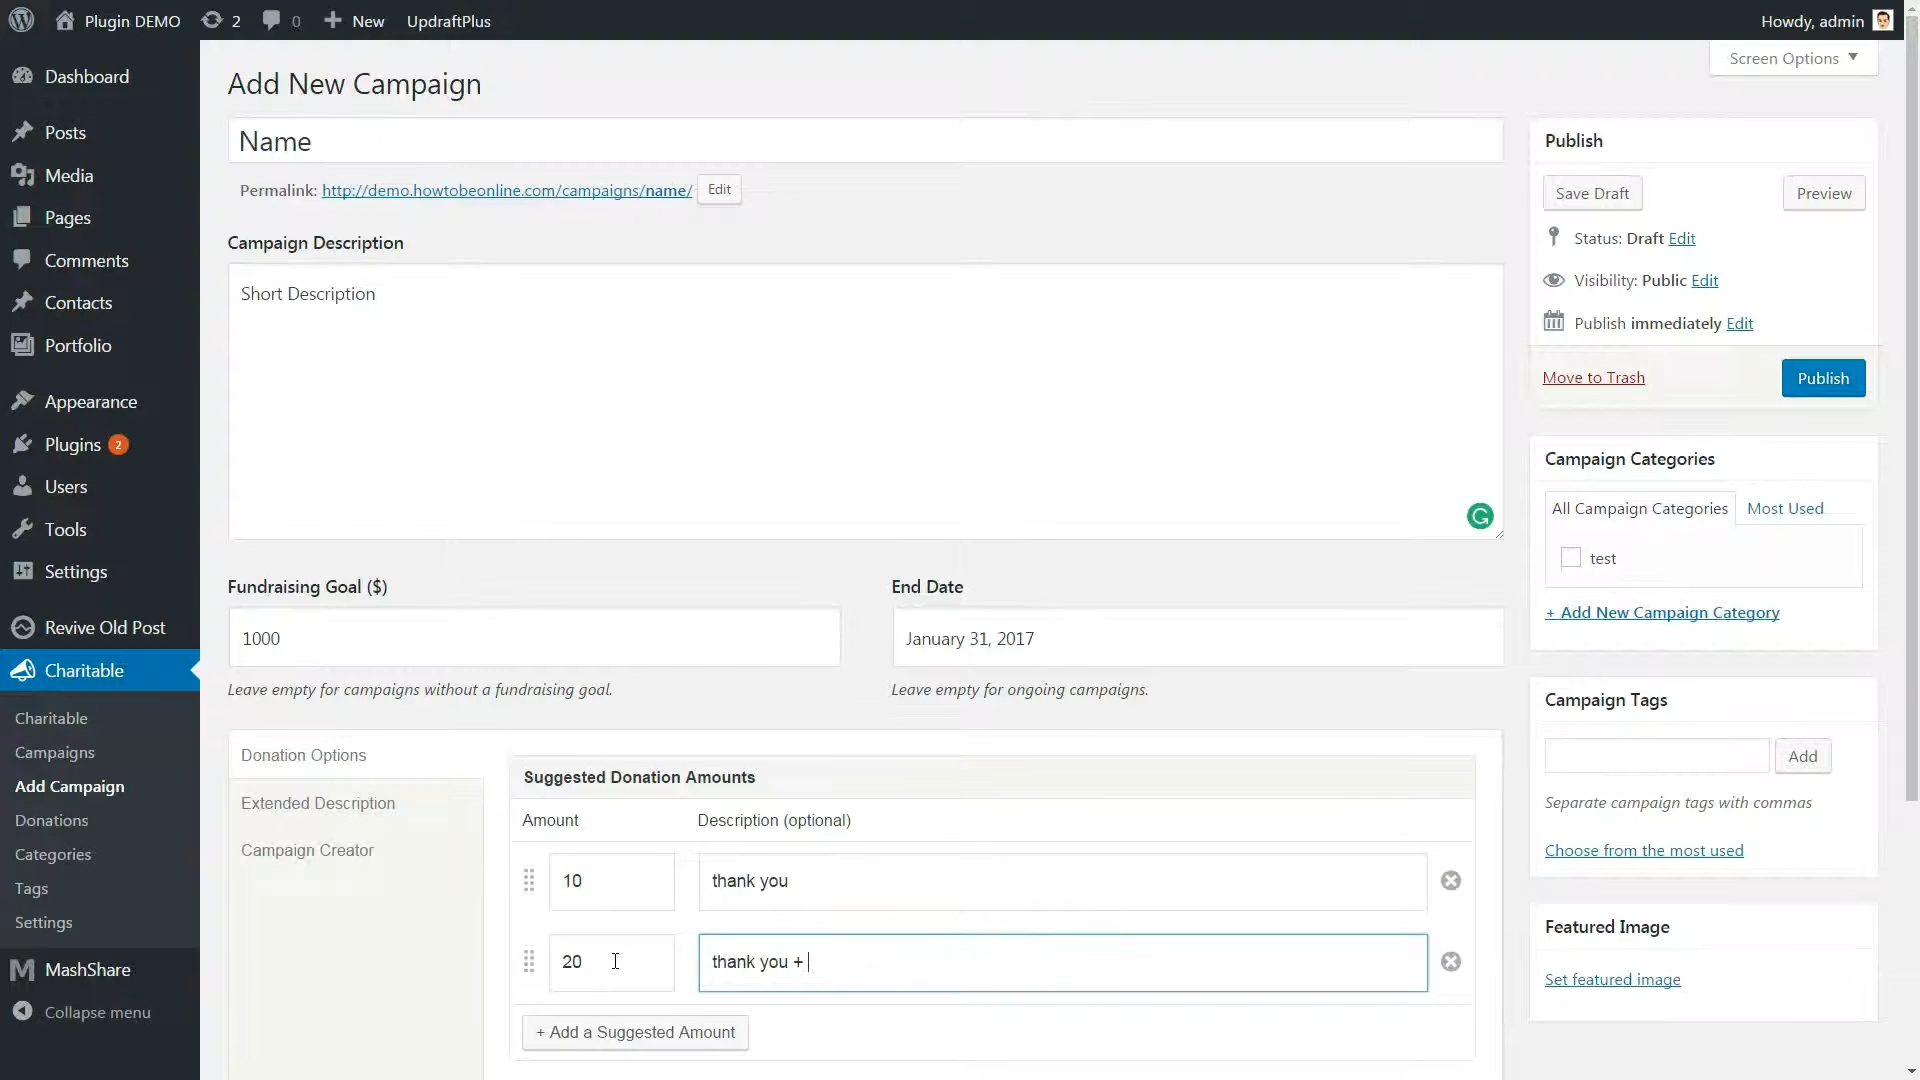 Plugin DEMO
2
0
New
UpdraftPlus
Howdy, admin
Screen Options
Dashboard
Posts
Media
Pages
Comments
Contacts
Portfolio
Appearance
Plugins 2
Users
Tools
Settings
Revive Old Post
Charitable
Charitable
Campaigns
Add Campaign
Donations
Categories
Tags
Settings
MashShare
Collapse menu
Add New Campaign
Name
Permalink: http://demo.howtobeonline.com/campaigns/name/ Edit
Campaign Description
Short Description
Fundraising Goal ($)
1000
Leave empty for campaigns without a fundraising goal.
End Date
January 31, 2017
Leave empty for ongoing campaigns.
Donation Options
Extended Description
Campaign Creator
Suggested Donation Amounts
Amount Description (optional)
10 thank you
20 thank you +
+ Add a Suggested Amount
Publish
Save Draft Preview
Status: Draft Edit
Visibility: Public Edit
Publish immediately Edit
Move to Trash Publish
Campaign Categories
All Campaign Categories Most Used
test
+ Add New Campaign Category
Campaign Tags
Add
Separate campaign tags with commas
Choose from the most used
Featured Image
Set featured image